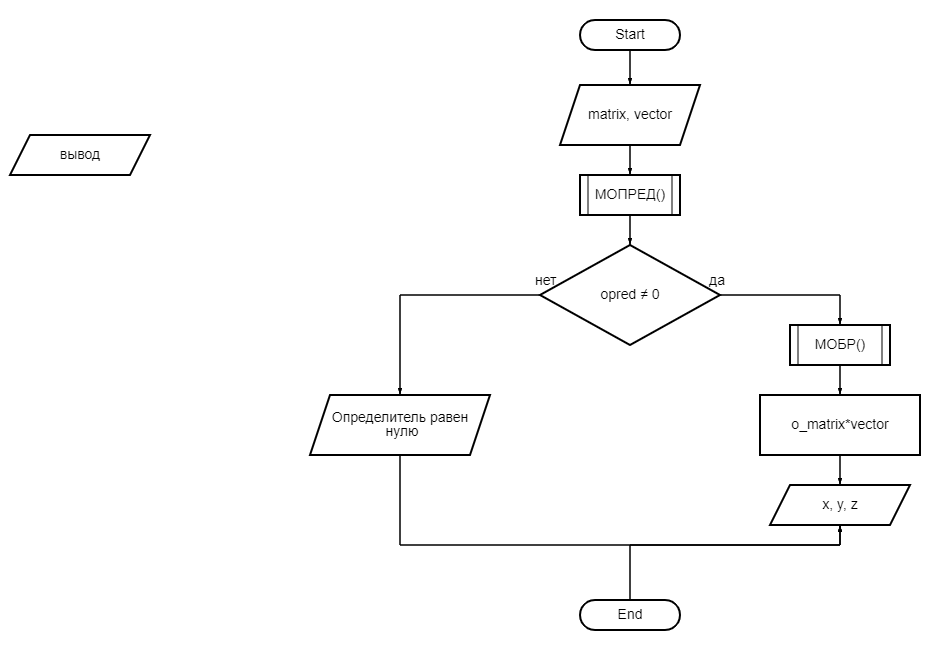 Start
matrix, vector
вывод
МОПРЕД()
нет
да
opred ≠ 0
МОБР()
Определитель равен
нулю
o_matrix*vector
x, y, z
End